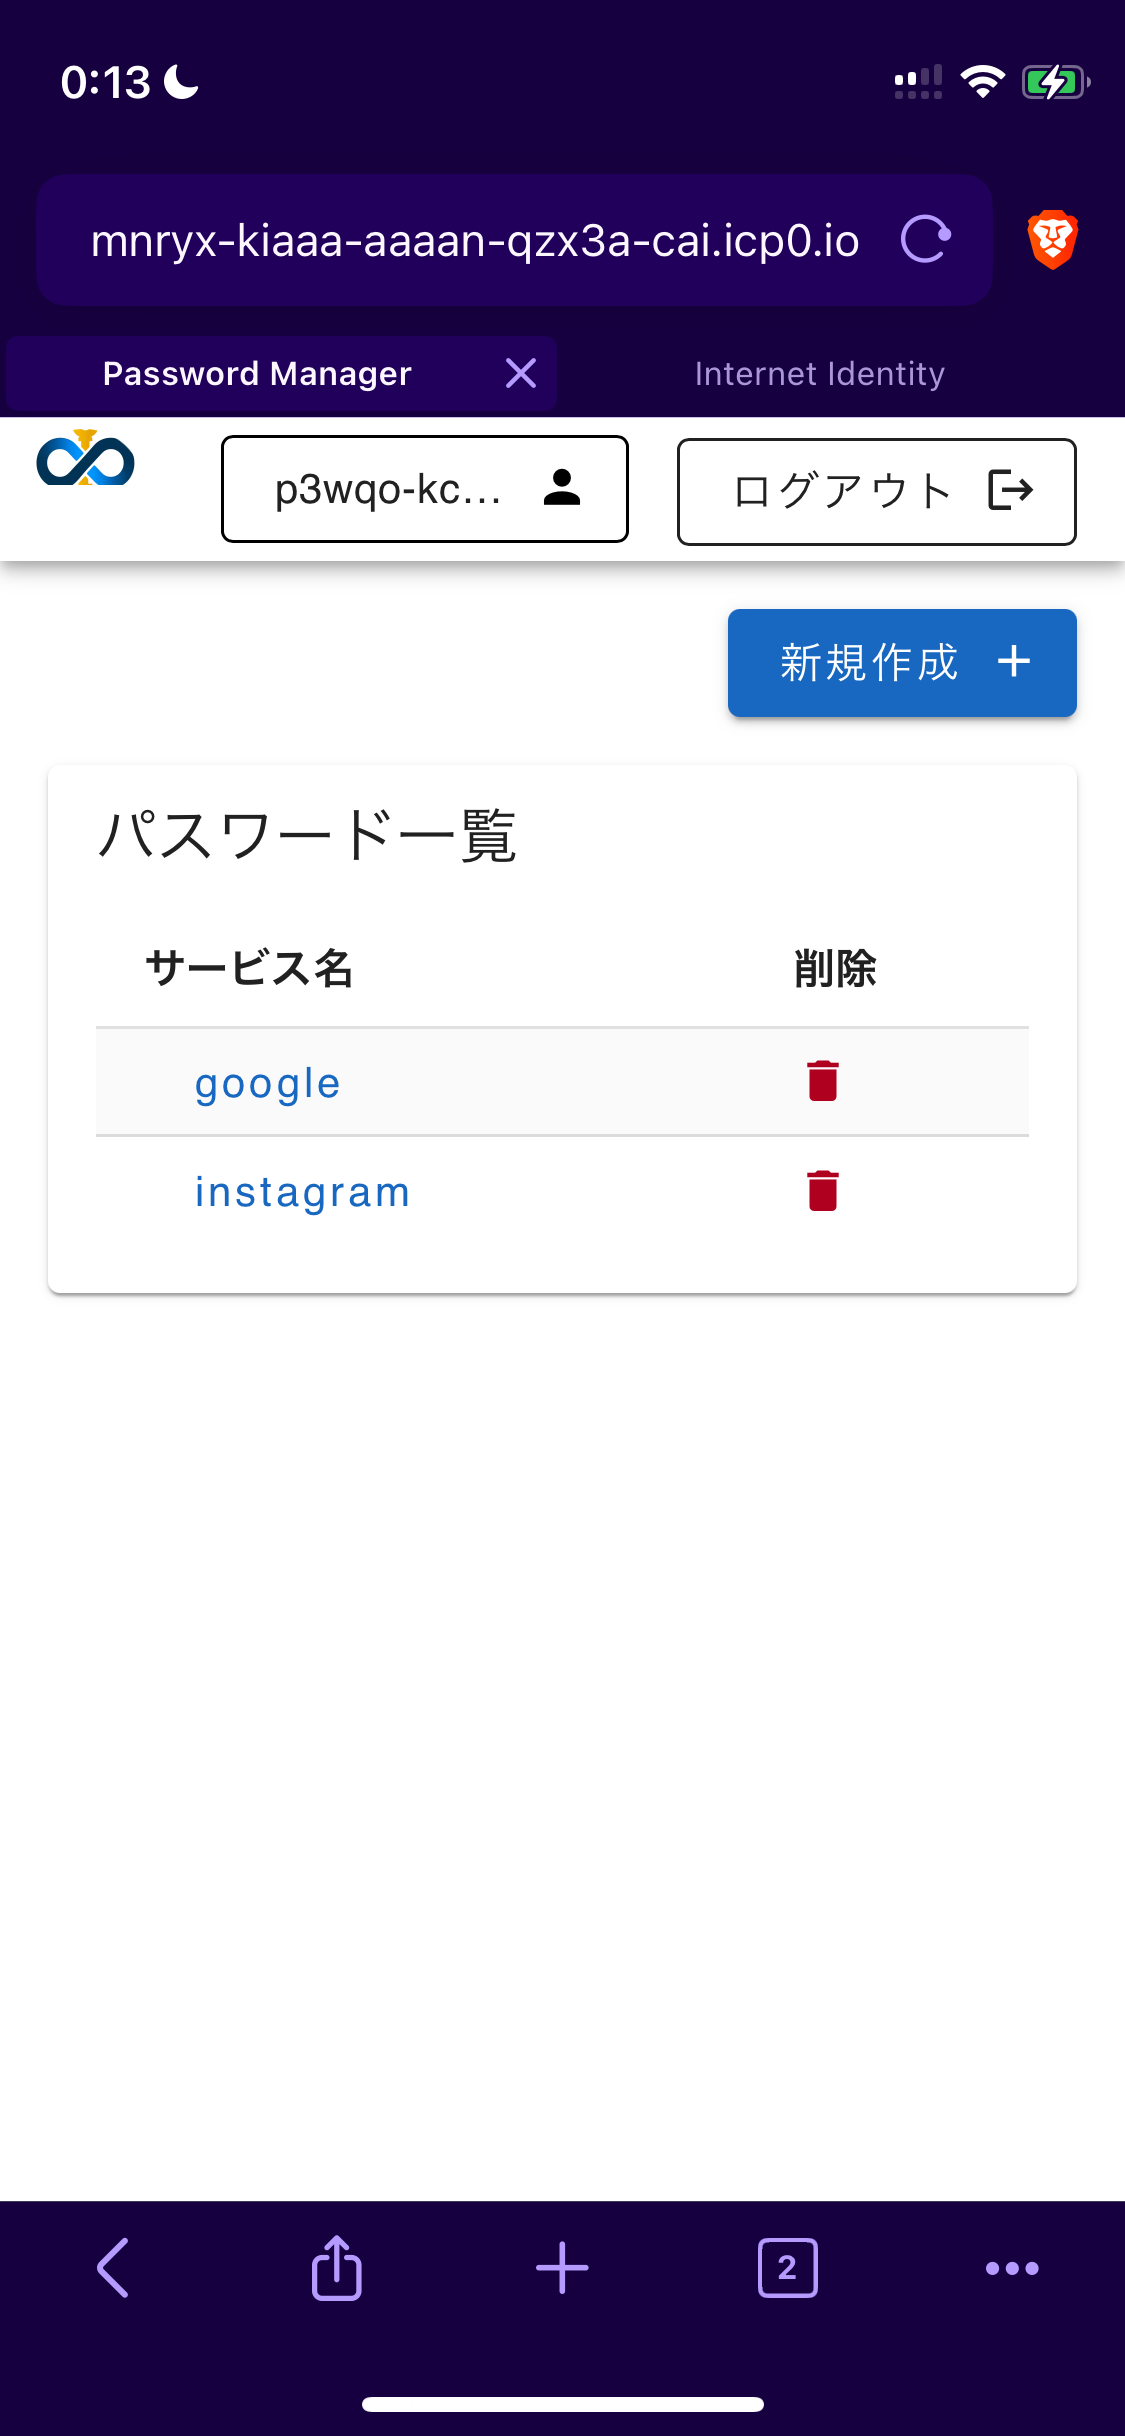 0:13
mnryx-kiaaa-aaaan-qzx3a-cai.icp0.io
Password Manager
Internet Identity
p3wqo-kc...
ログアウト
新規作成
パスワード一覧
サービス名 削除
google
instagram
2